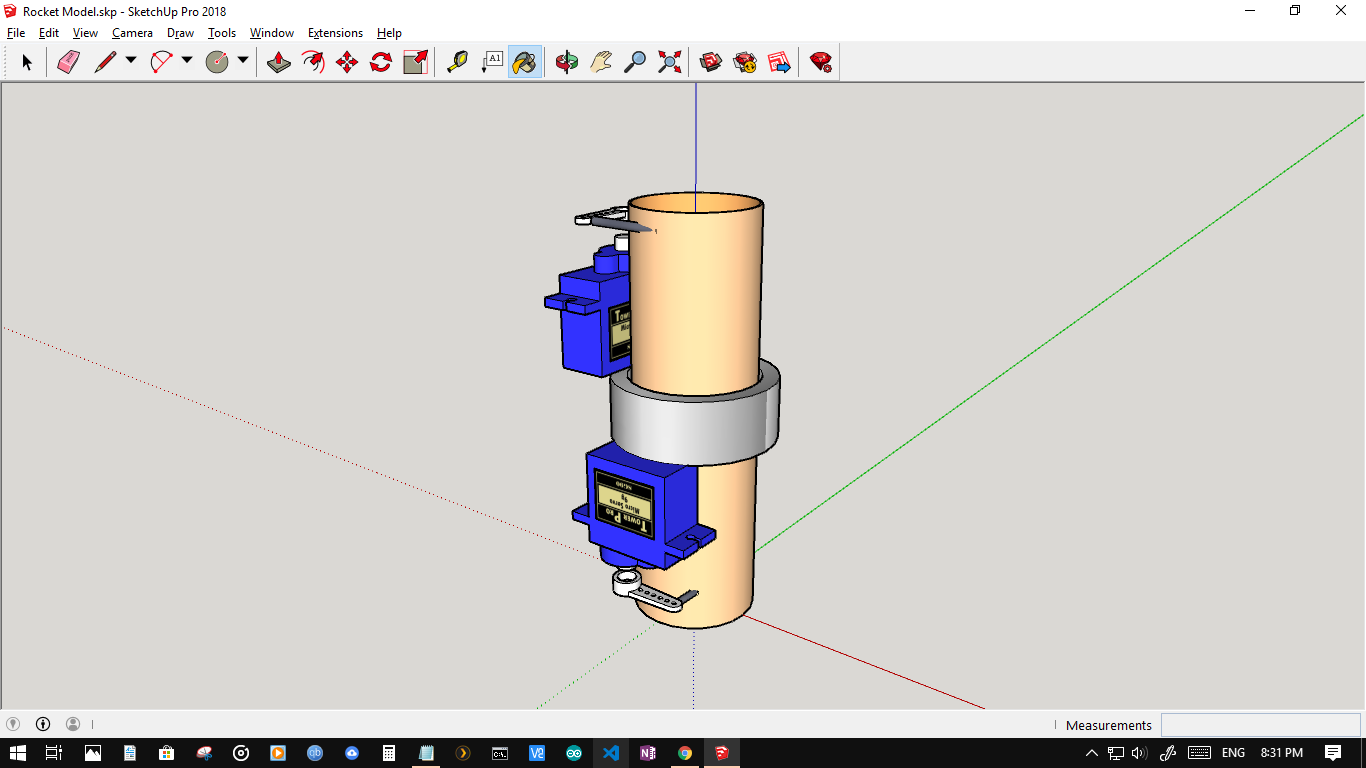 Rocket Model.skp - SketchUp Pro 2018
File Edit View Camera Draw Tools Window Extensions Help
A1
TOWER PRO
Micro Servo
9g
Measurements
ENG 8:31 PM